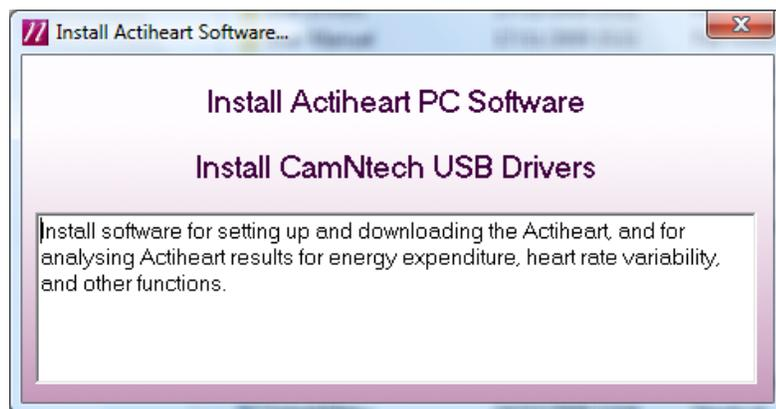 Install Actiheart Software...
Install Actiheart PC Software
Install CamNtech USB Drivers
Install software for setting up and downloading the Actiheart, and for
analysing Actiheart results for energy expenditure, heart rate variability,
and other functions.